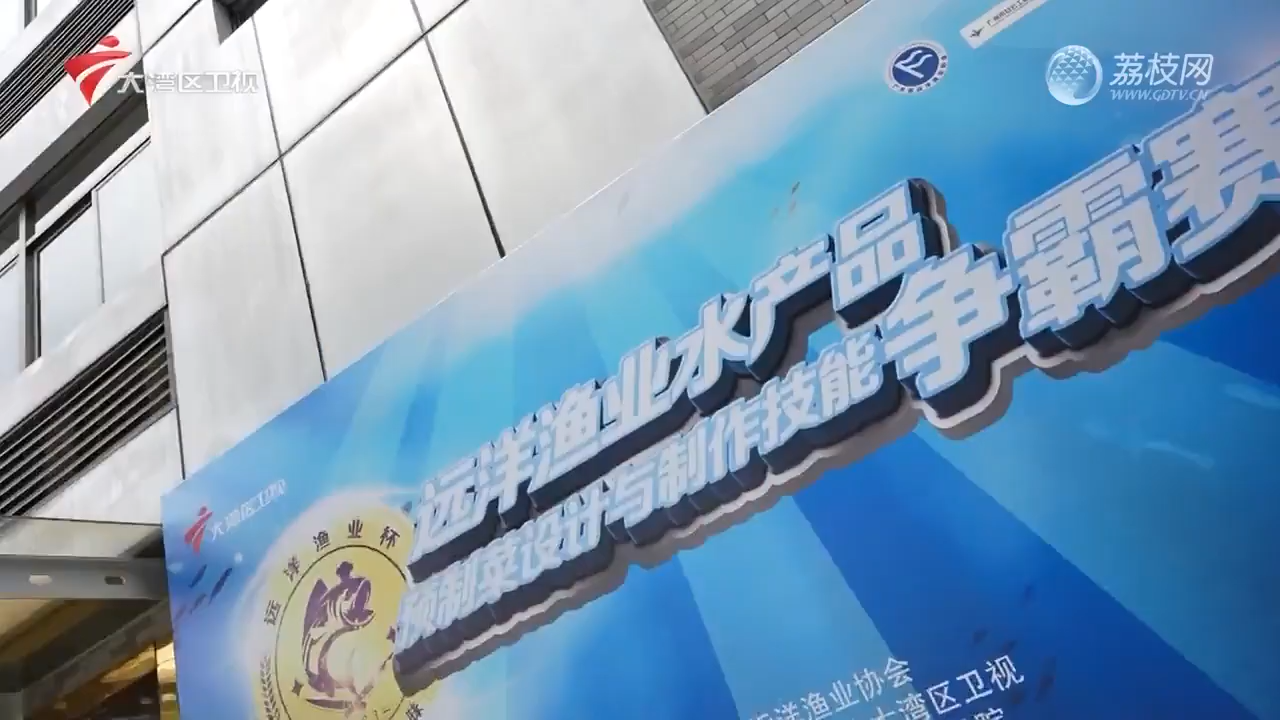 大湾区卫视
荔枝网
WWW.GDTV.CN
远洋渔业水产品
预制菜设计与制作技能
争霸赛
大湾区卫视
远洋渔业杯
洋渔业协会
大湾区卫视
院